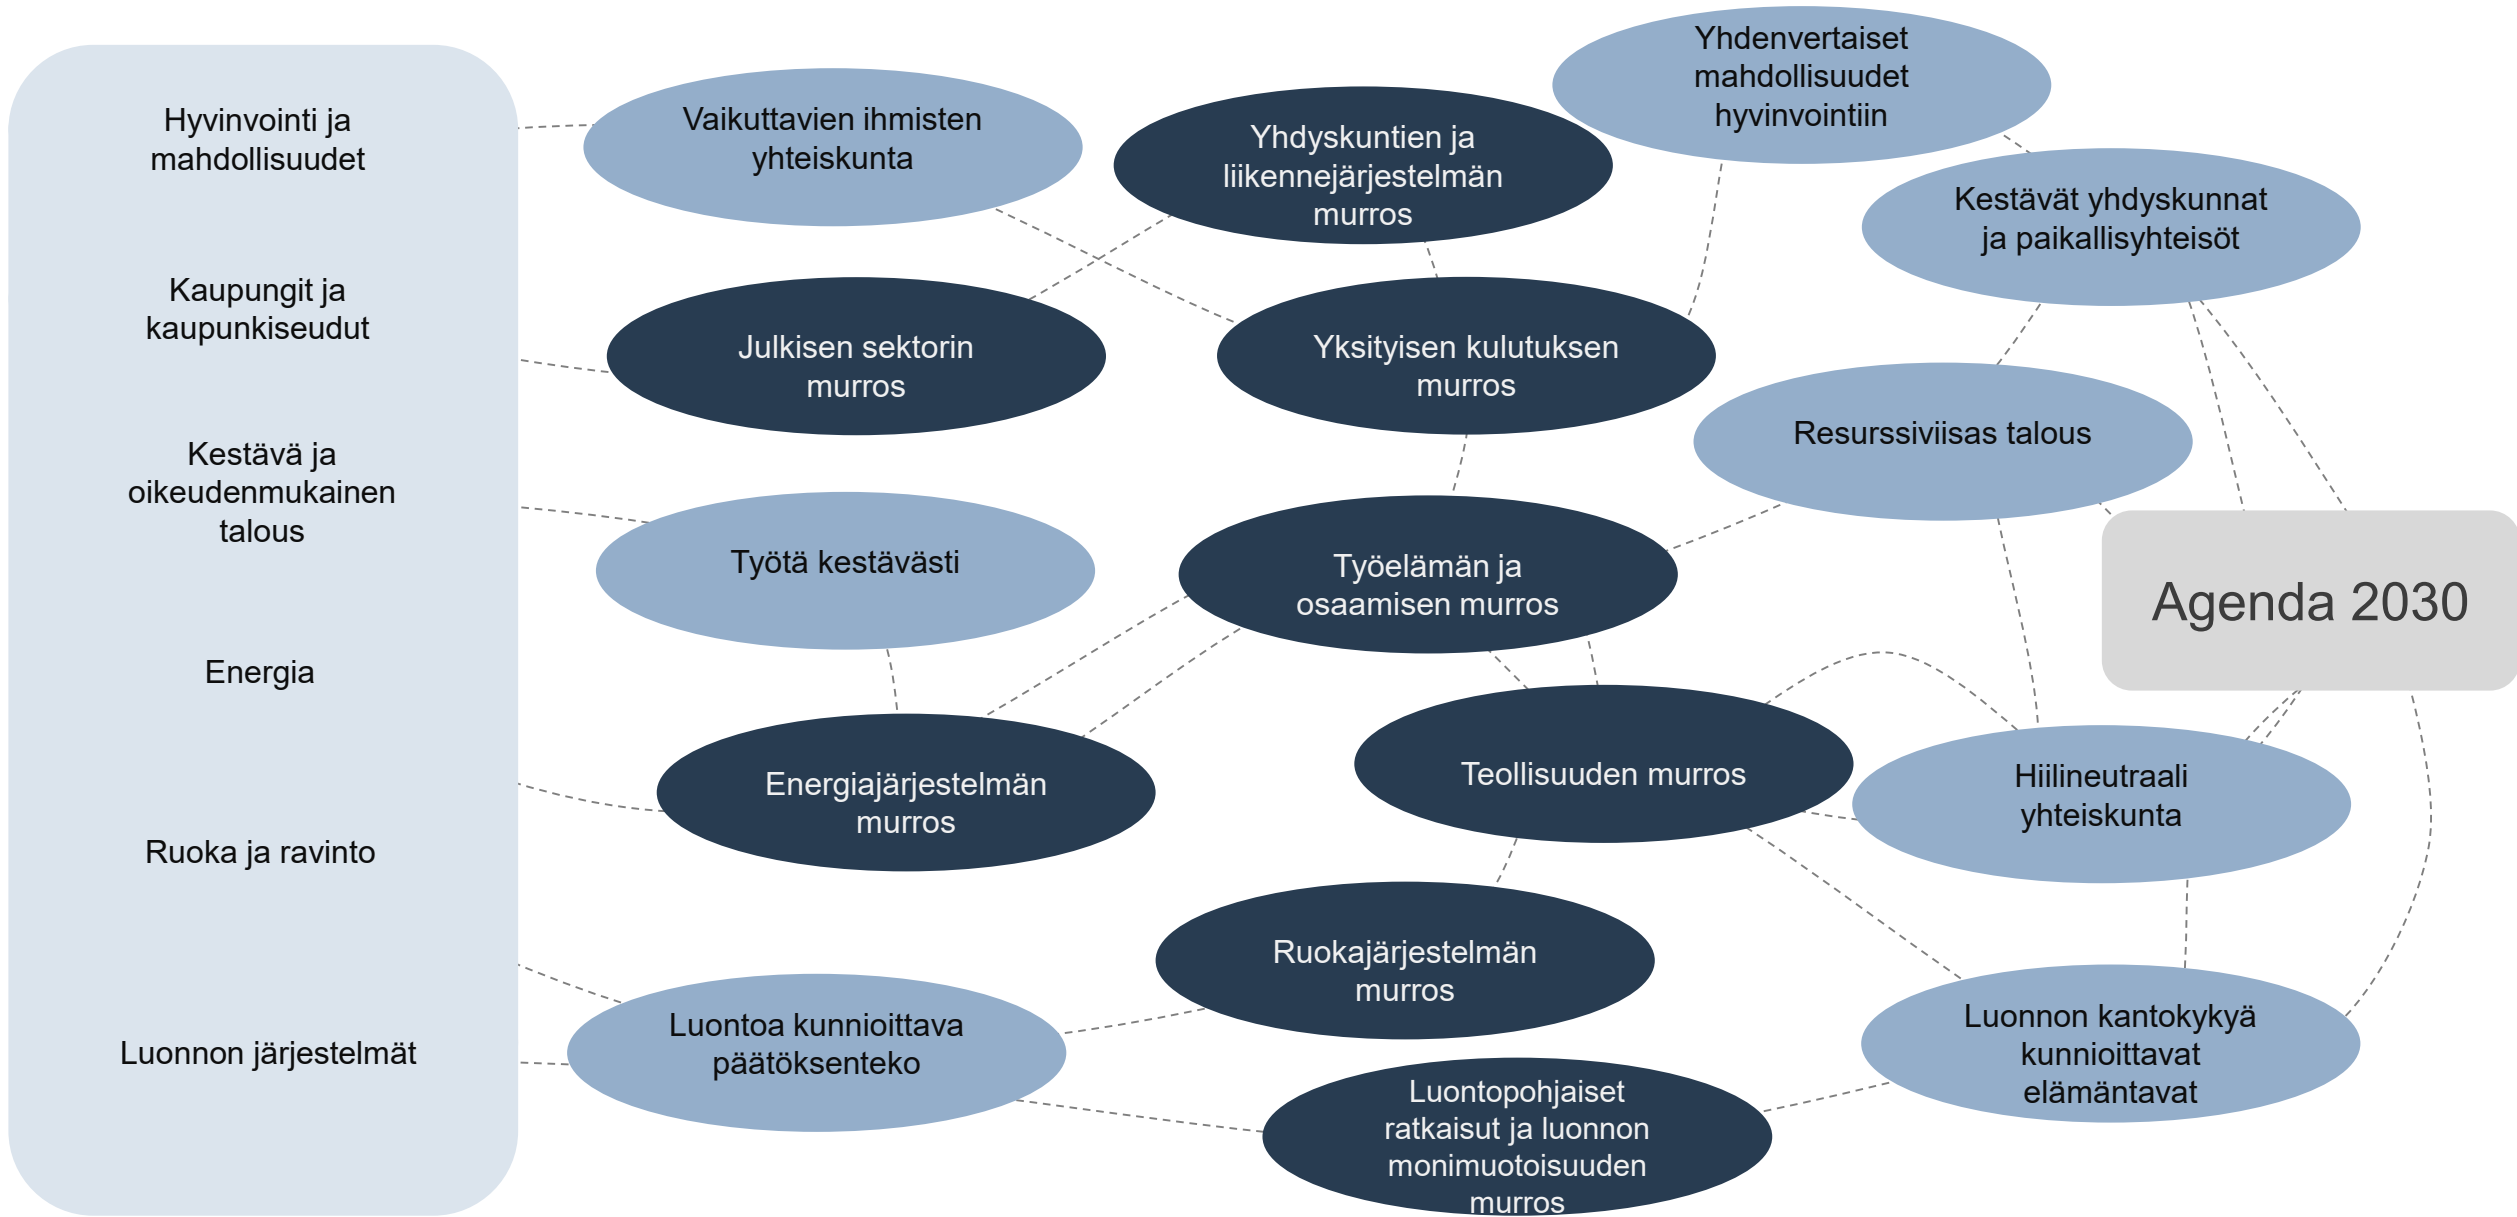 Hyvinvointi ja
mahdollisuudet
Kaupungit ja
kaupunkiseudut
Kestävä ja
oikeudenmukainen
talous
Energia
Ruoka ja ravinto
Luonnon järjestelmät
Vaikuttavien ihmisten
yhteiskunta
Julkisen sektorin
murros
Työtä kestävästi
Energiajärjestelmän
murros
Luontoa kunnioittava
päätöksenteko
Yhdyskuntien ja
liikennejärjestelmän
murros
Yksityisen kulutuksen
murros
Työelämän ja
osaamisen murros
Teollisuuden murros
Ruokajärjestelmän
murros
Luontopohjaiset
ratkaisut ja luonnon
monimuotoisuuden
murros
Yhdenvertaiset
mahdollisuudet
hyvinvointiin
Kestävät yhdyskunnat
ja paikallisyhteisöt
Resurssiviisas talous
Hiilineutraali
yhteiskunta
Luonnon kantokykyä
kunnioittavat
elämäntavat
Agenda 2030